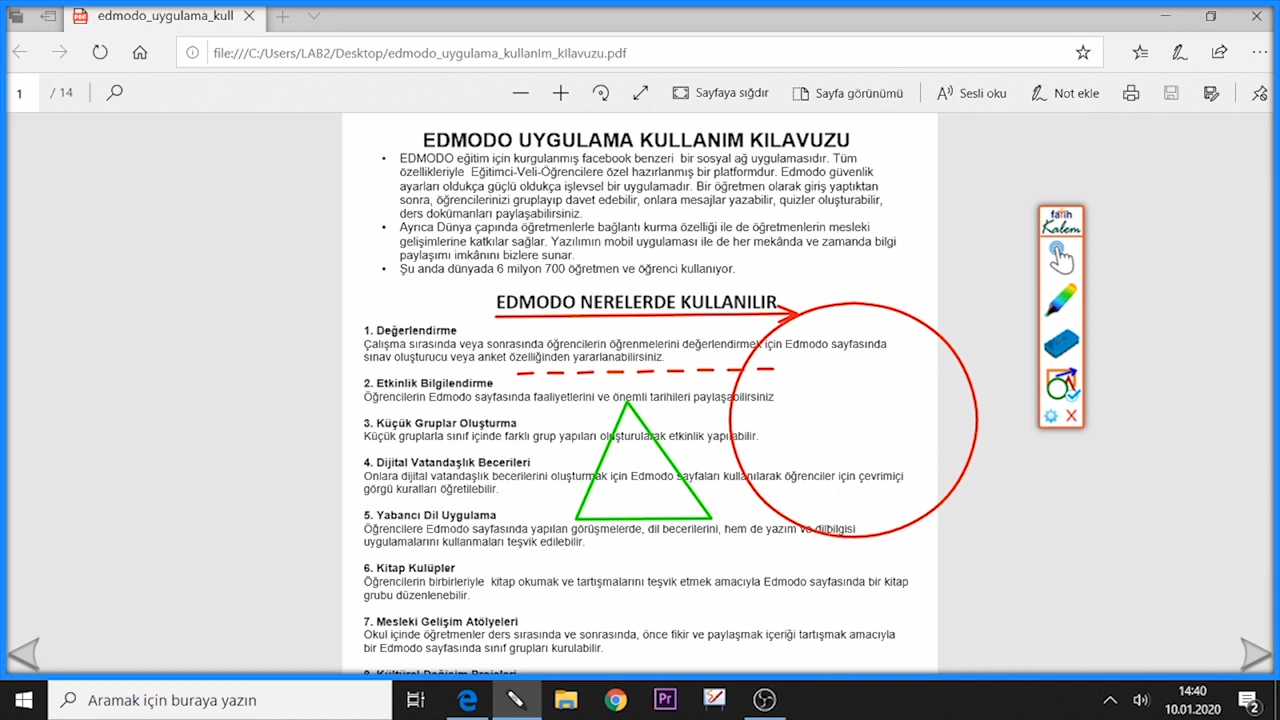 edmodo_uygulama_kull
file:///C:/Users/LAB2/Desktop/edmodo_uygulama_kullanIm_kılavuzu.pdf
1 / 14
Sayfaya sığdır
Sayfa görünümü
Sesli oku
Not ekle
EDMODO UYGULAMA KULLANIM KILAVUZU
• EDMODO eğitim için kurgulanmış facebook benzeri bir sosyal ağ uygulamasıdır. Tüm
özellikleriyle Eğitimci-Veli-Öğrencilere özel hazırlanmış bir platformdur. Edmodo güvenlik
ayarları oldukça güçlü oldukça işlevsel bir uygulamadır. Bir öğretmen olarak giriş yaptıktan
sonra, öğrencilerinizi gruplayıp davet edebilir, onlara mesajlar yazabilir, quizler oluşturabilir,
ders dokümanları paylaşabilirsiniz.
• Ayrıca Dünya çapında öğretmenlerle bağlantı kurma özelliği ile de öğretmenlerin mesleki
gelişimlerine katkılar sağlar. Yazılımın mobil uygulaması ile de her mekânda ve zamanda bilgi
paylaşımı imkânını bizlere sunar.
• Şu anda dünyada 6 milyon 700 öğretmen ve öğrenci kullanıyor.
EDMODO NERELERDE KULLANILIR
1. Değerlendirme
Çalışma sırasında veya sonrasında öğrencilerin öğrenmelerini değerlendirmek için Edmodo sayfasında
sınav oluşturucu veya anket özelliğinden yararlanabilirsiniz.
2. Etkinlik Bilgilendirme
Öğrencilerin Edmodo sayfasında faaliyetlerini ve önemli tarihileri paylaşabilirsiniz
3. Küçük Gruplar Oluşturma
Küçük gruplarla sınıf içinde farklı grup yapıları oluşturularak etkinlik yapılabilir.
4. Dijital Vatandaşlık Becerileri
Onlara dijital vatandaşlık becerilerini oluşturmak için Edmodo sayfaları kullanılarak öğrenciler için çevrimiçi
görgü kuralları öğretilebilir.
5. Yabancı Dil Uygulama
Öğrencilere Edmodo sayfasında yapılan görüşmelerde, dil becerilerini, hem de yazım ve dilbilgisi
uygulamalarını kullanmaları teşvik edilebilir.
6. Kitap Kulüpler
Öğrencilerin birbirleriyle kitap okumak ve tartışmalarını teşvik etmek amacıyla Edmodo sayfasında bir kitap
grubu düzenlenebilir.
7. Mesleki Gelişim Atölyeleri
Okul içinde öğretmenler ders sırasında ve sonrasında, önce fikir ve paylaşmak içeriği tartışmak amacıyla
bir Edmodo sayfasında sınıf grupları kurulabilir.
8. Kültürel Değişim Projeleri
fatih
Kalem
Aramak için buraya yazın
Pr
14:40
10.01.2020
2